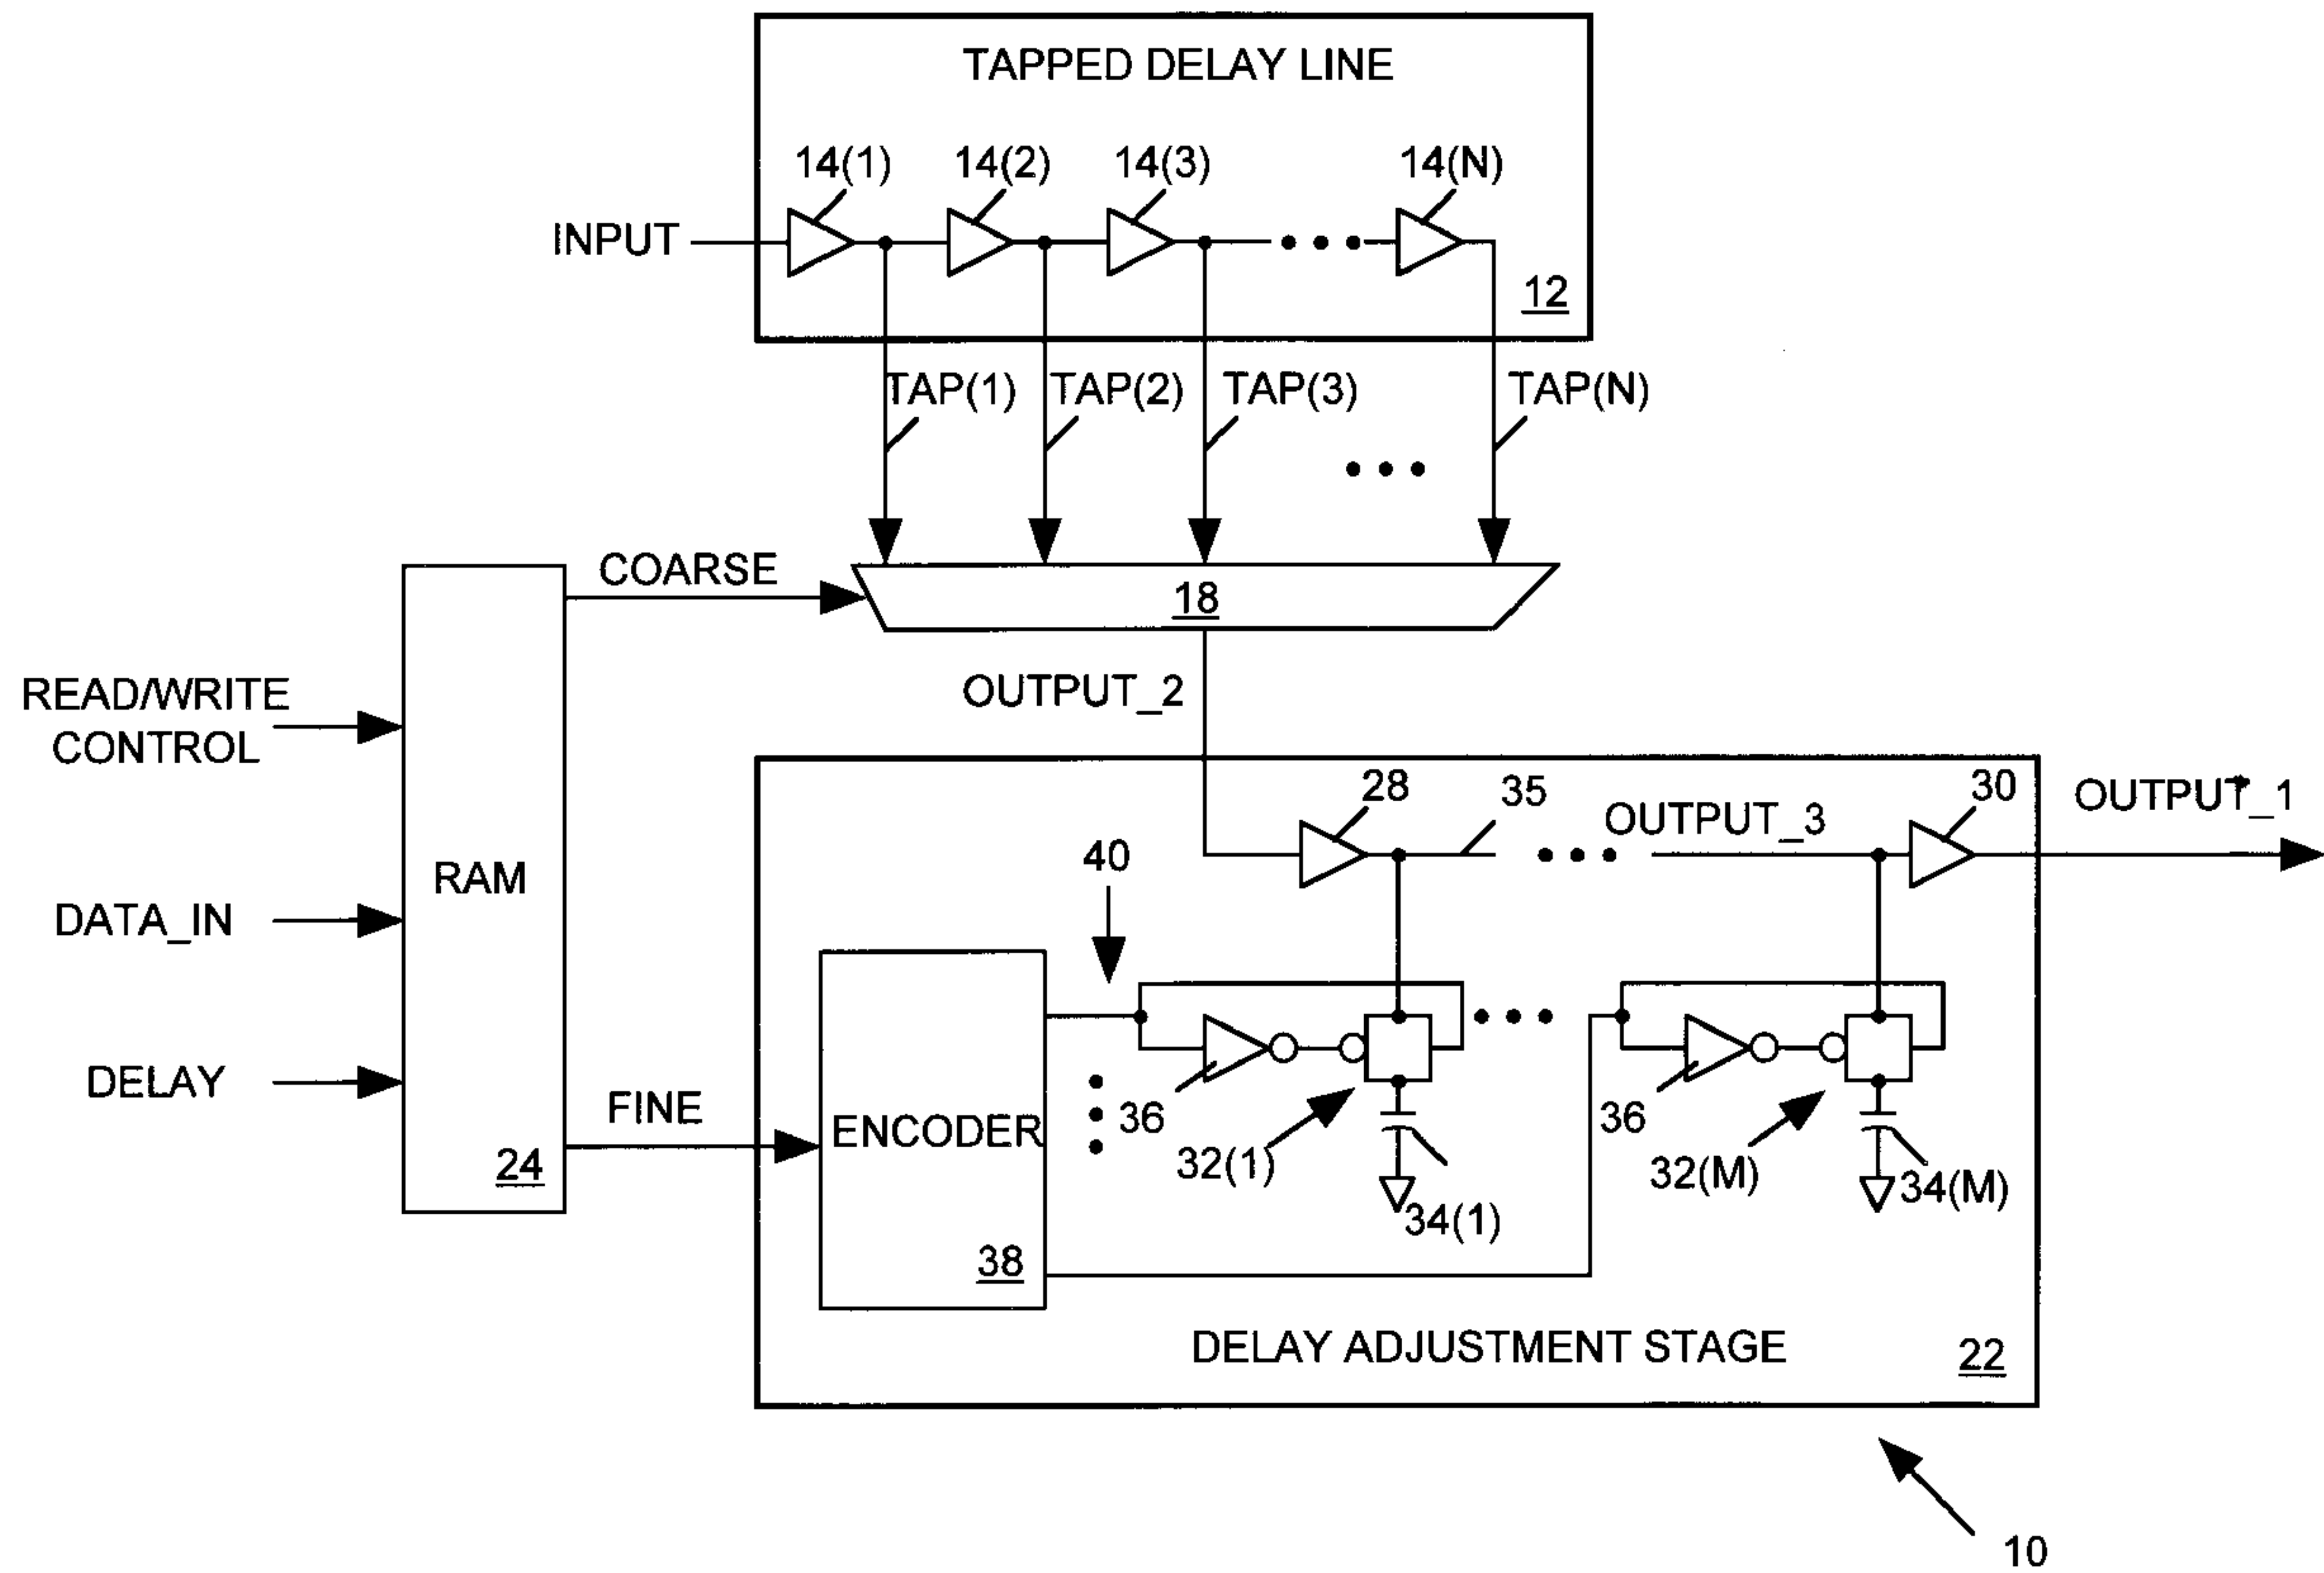 TAPPED DELAY LINE
14(1) 14(2) 14(3) 14(N)
INPUT
12
TAP(1) TAP(2) TAP(3) TAP(N)
COARSE
18
READ/WRITE
CONTROL
OUTPUT_2
28 35 30
OUTPUT_3
OUTPUT_1
40
RAM
DATA_IN
DELAY
FINE
ENCODER
36
36
32(1)
32(M)
24
34(1)
34(M)
38
DELAY ADJUSTMENT STAGE
22
10